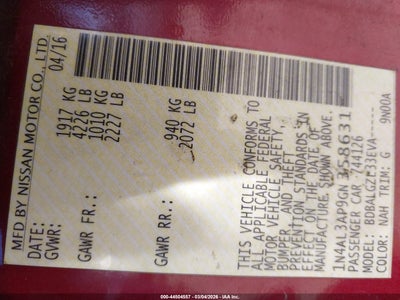 MFD BY NISSAN MOTOR CO., LTD.
DATE: 04/16
GVWR: 1917 KG
4226 LB
GAWR FR.: 1010 KG
2227 LB
GAWR RR.: 940 KG
2072 LB
THIS VEHICLE CONFORMS TO
ALL APPLICABLE FEDERAL
MOTOR VEHICLE SAFETY,
BUMPER, AND THEFT
PREVENTION STANDARDS IN
EFFECT ON THE DATE OF
MANUFACTURE SHOWN ABOVE.
1N4AL3AP9GN358631
PASSENGER CAR 744126
MODEL: BDBALGZL33EVA-----
COLOR: NAH TRIM: G 9N00A
000-44504557 - 03/04/2026 - IAA Inc.